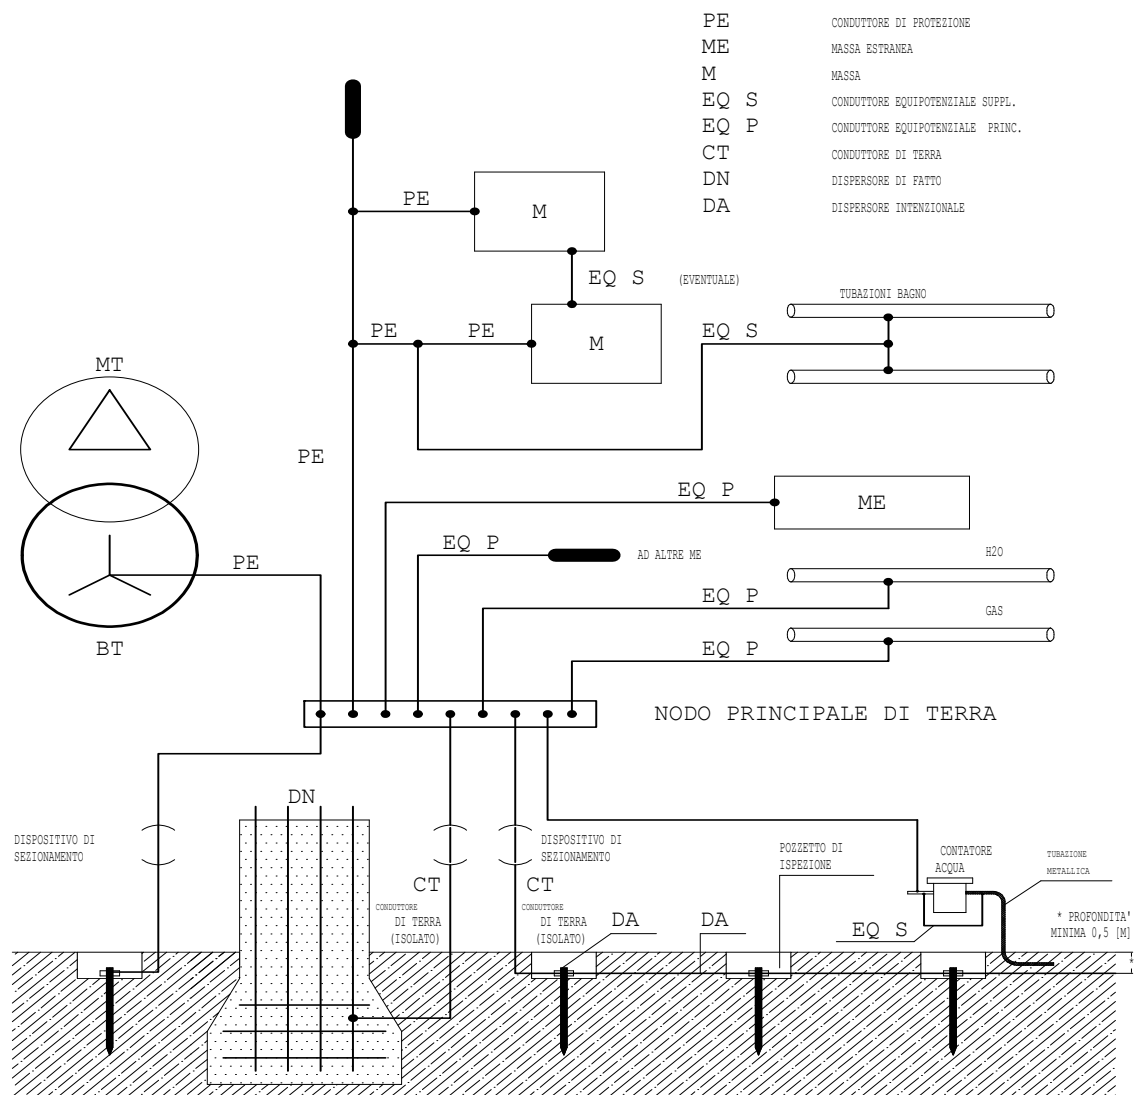 PE CONDUTTORE DI PROTEZIONE
ME MASSA ESTRANEA
M MASSA
EQ S CONDUTTORE EQUIPOTENZIALE SUPPL.
EQ P CONDUTTORE EQUIPOTENZIALE PRINC.
CT CONDUTTORE DI TERRA
DN DISPERSORE DI FATTO
DA DISPERSORE INTENZIONALE
PE
M
EQ S (EVENTUALE)
TUBAZIONI BAGNO
PE
PE
M
EQ S
MT
PE
EQ P
ME
EQ P
AD ALTRE ME
H2O
PE
EQ P
GAS
BT
EQ P
NODO PRINCIPALE DI TERRA
DN
DISPOSITIVO DI
SEZIONAMENTO
DISPOSITIVO DI
SEZIONAMENTO
POZZETTO DI
ISPEZIONE
CONTATORE
ACQUA
TUBAZIONE
METALLICA
CT
CONDUTTORE
DI TERRA
(ISOLATO)
CT
CONDUTTORE
DI TERRA
(ISOLATO)
DA
DA
EQ S
* PROFONDITA'
MINIMA 0,5 [M]
*